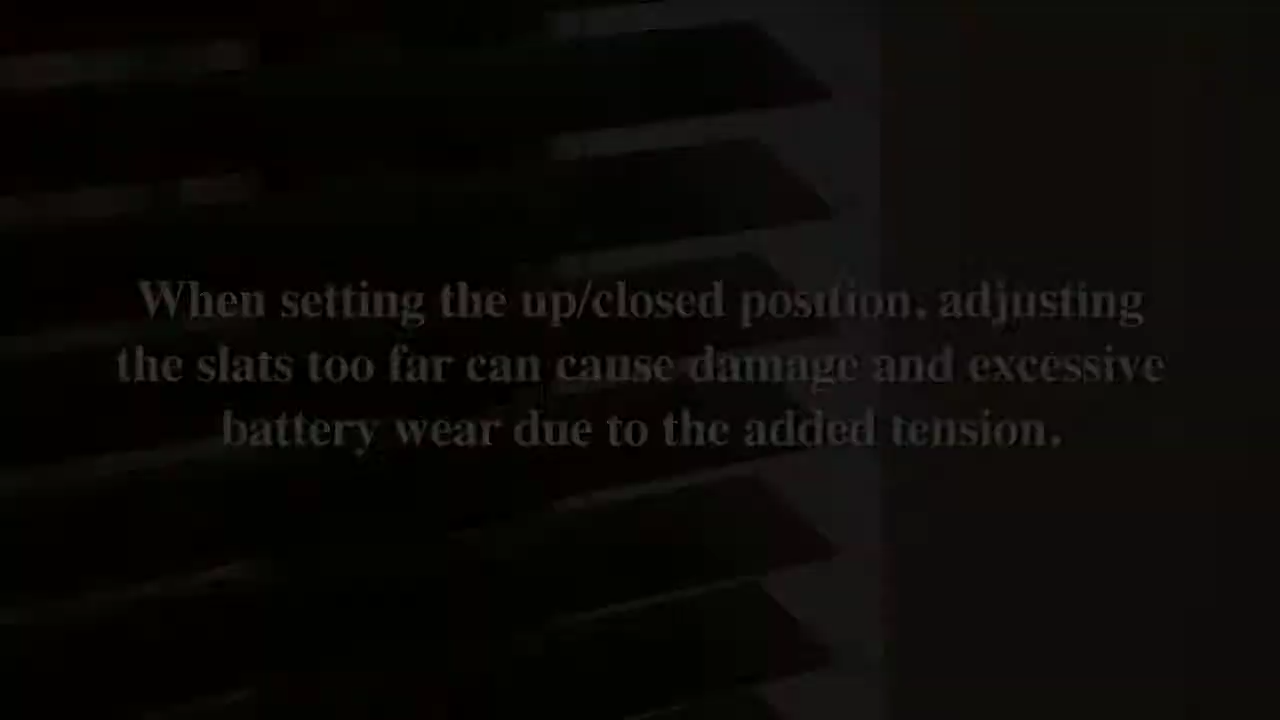 When setting the up/closed position, adjusting
the slats too far can cause damage and excessive
battery wear due to the added tension.